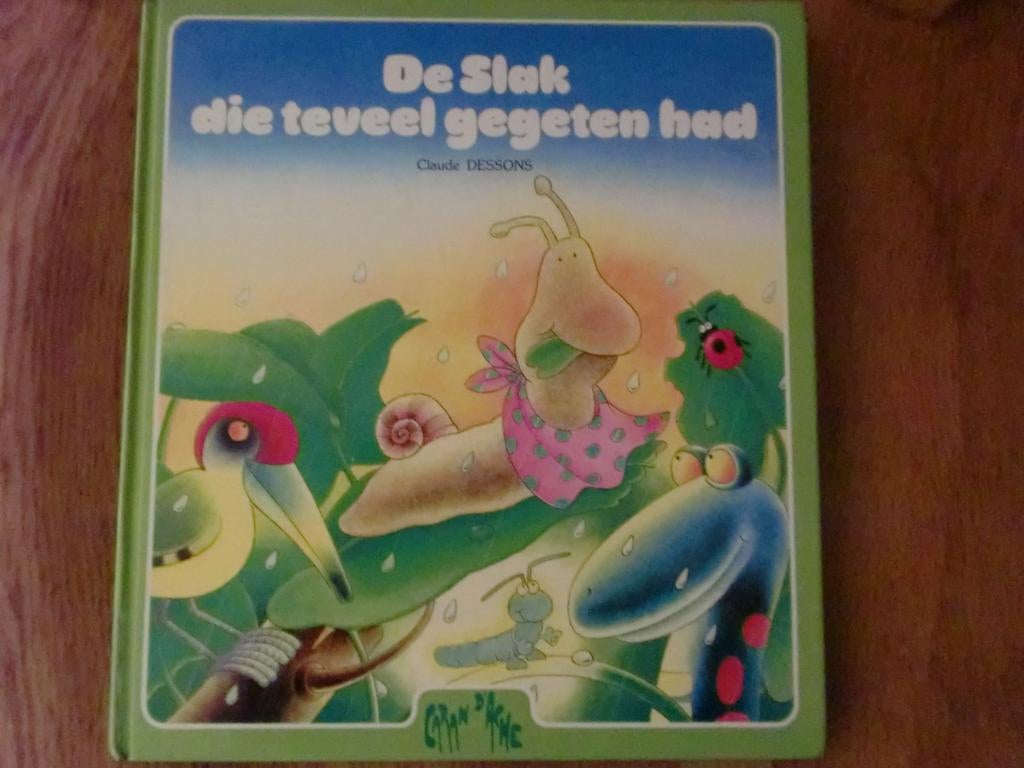 De Slak
die teveel gegeten had
Claude DESSONS
CARAN D'ACHE